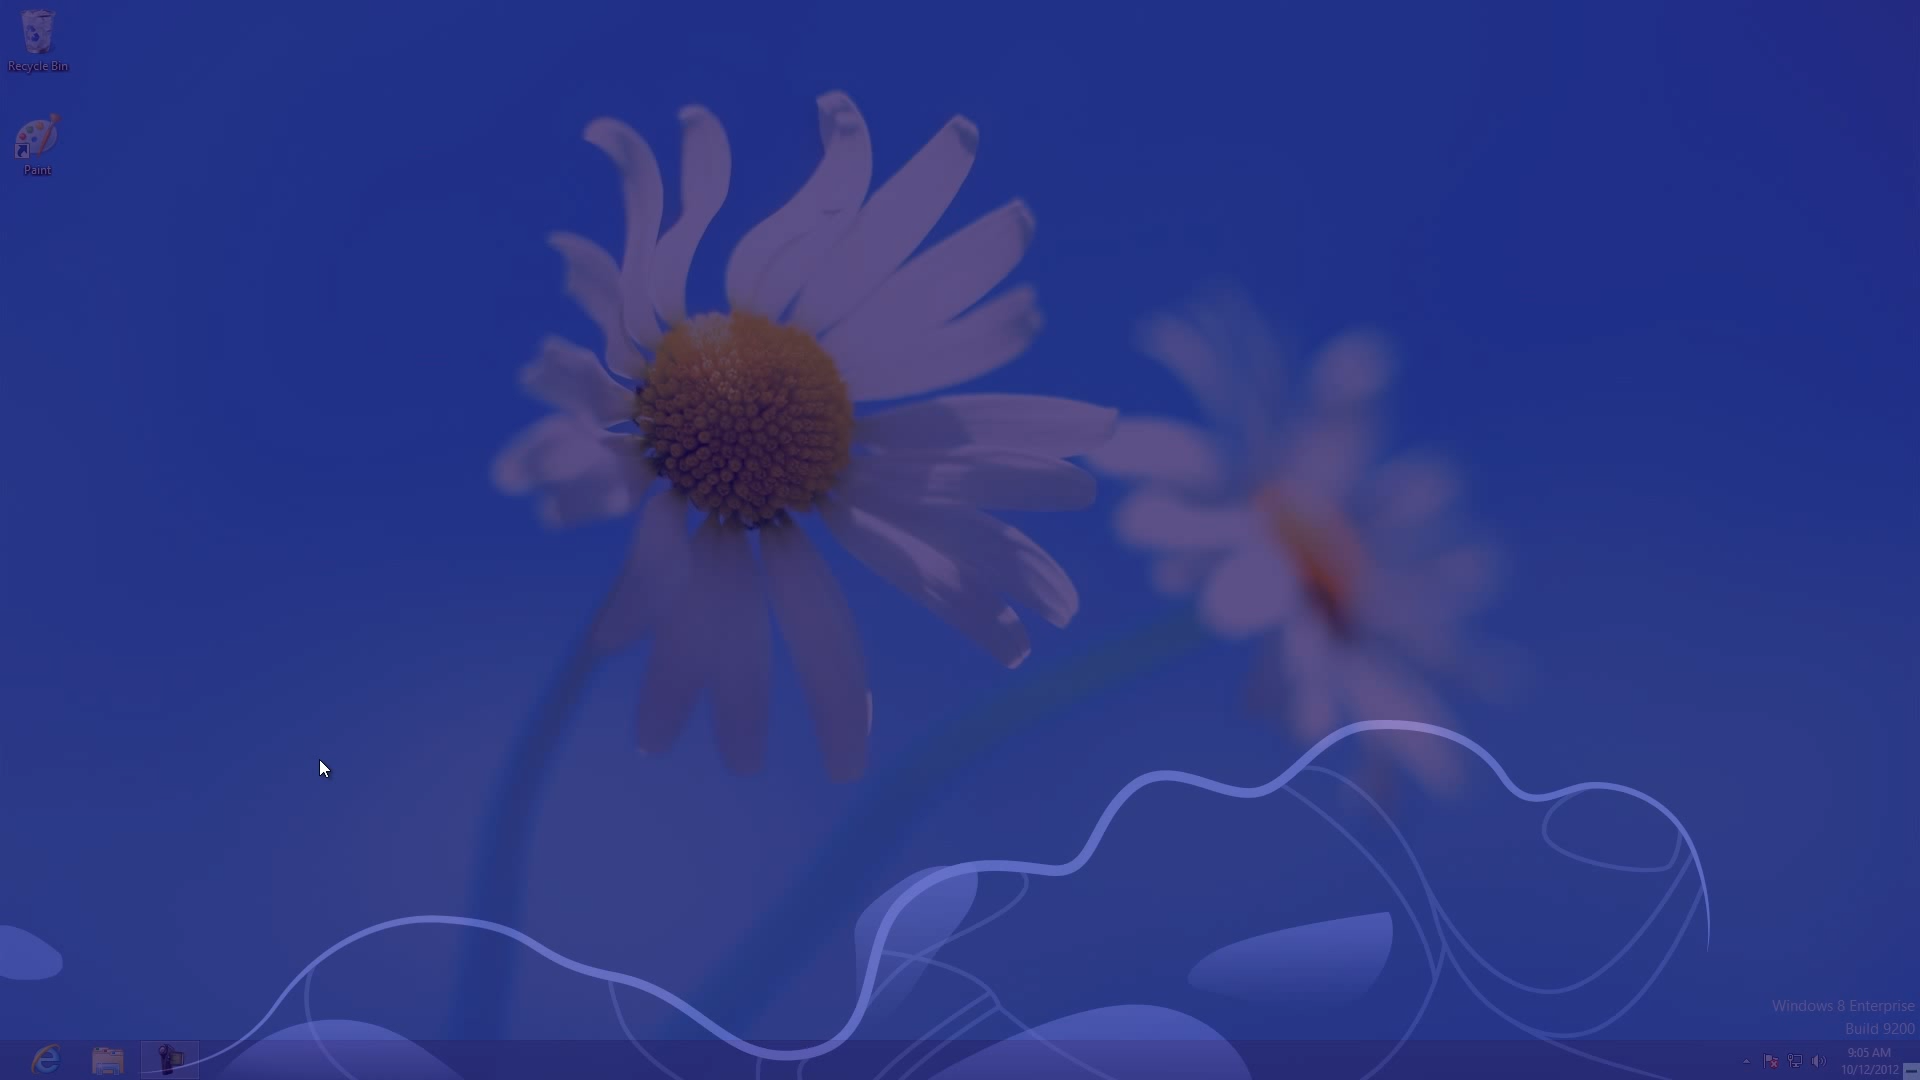 Recycle Bin
Paint
Windows 8 Enterprise
Build 9200
9:05 AM
10/12/2012